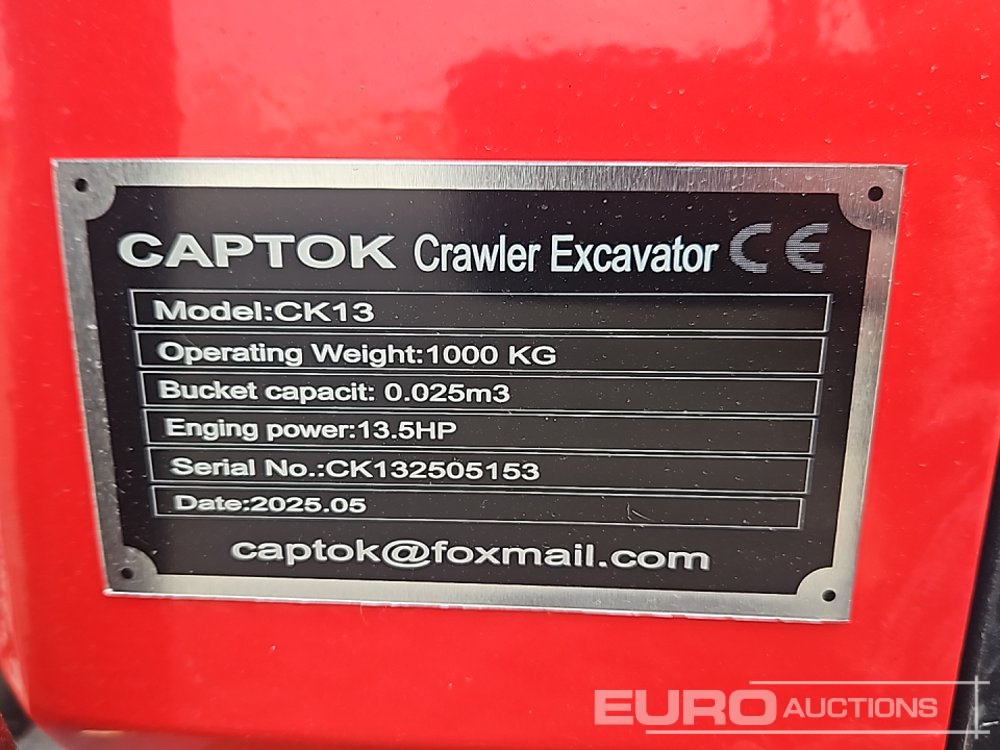 CAPTOK Crawler Excavator CE
Model:CK13
Operating Weight:1000 KG
Bucket capacit: 0.025m3
Enging power:13.5HP
Serial No.:CK132505153
Date:2025.05
captok@foxmail.com
EURO AUCTIONS